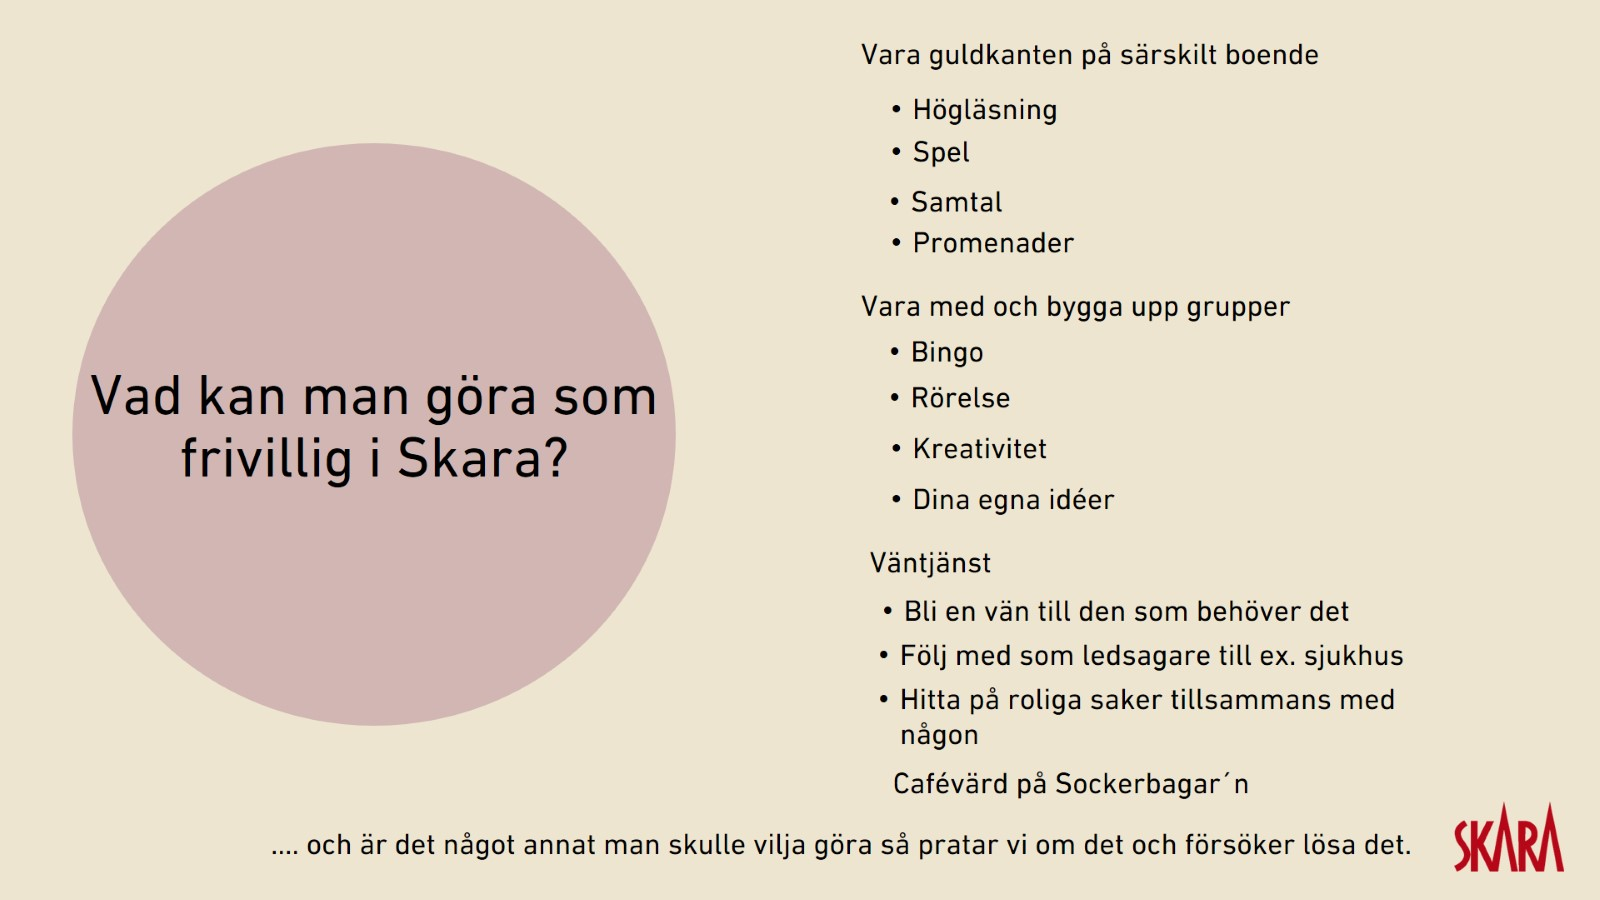 Vad kan man göra som
frivillig i Skara?
Vara guldkanten på särskilt boende
• Högläsning
• Spel
• Samtal
• Promenader
Vara med och bygga upp grupper
• Bingo
• Rörelse
• Kreativitet
• Dina egna idéer
Väntjänst
• Bli en vän till den som behöver det
• Följ med som ledsagare till ex. sjukhus
• Hitta på roliga saker tillsammans med
någon
Cafévärd på Sockerbagar´n
.... och är det något annat man skulle vilja göra så pratar vi om det och försöker lösa det.
SKARA